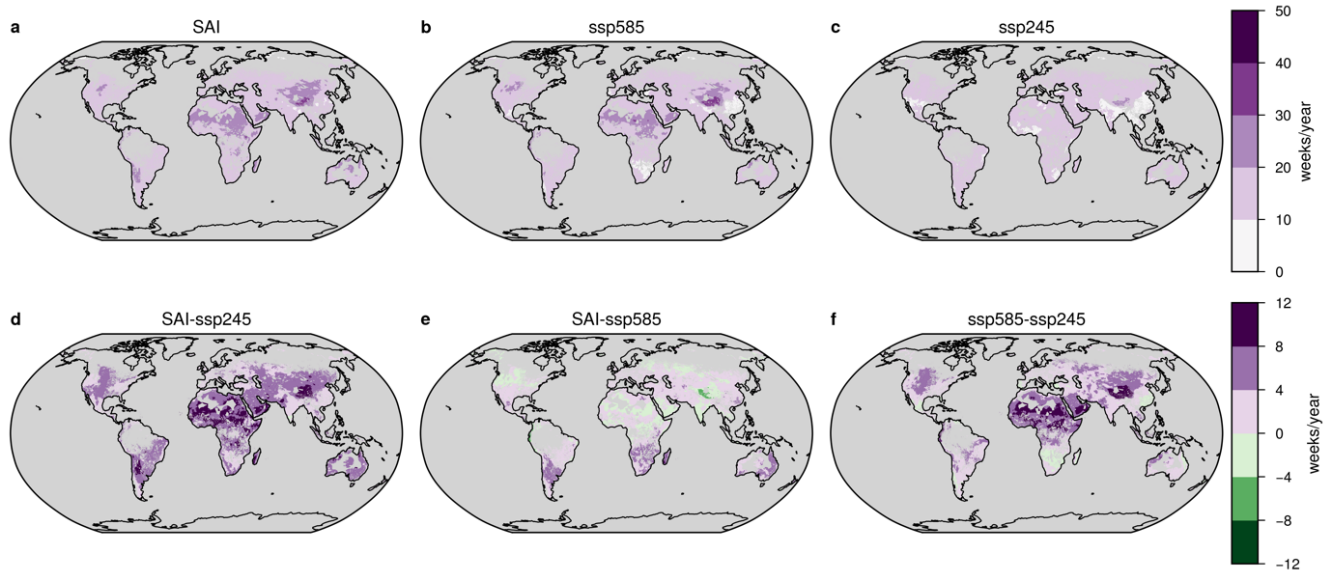 a SAI
b ssp585
c ssp245
50
40
30
20
10
0
weeks/year
d SAI-ssp245
e SAI-ssp585
f ssp585-ssp245
12
8
4
0
−4
−8
−12
weeks/year